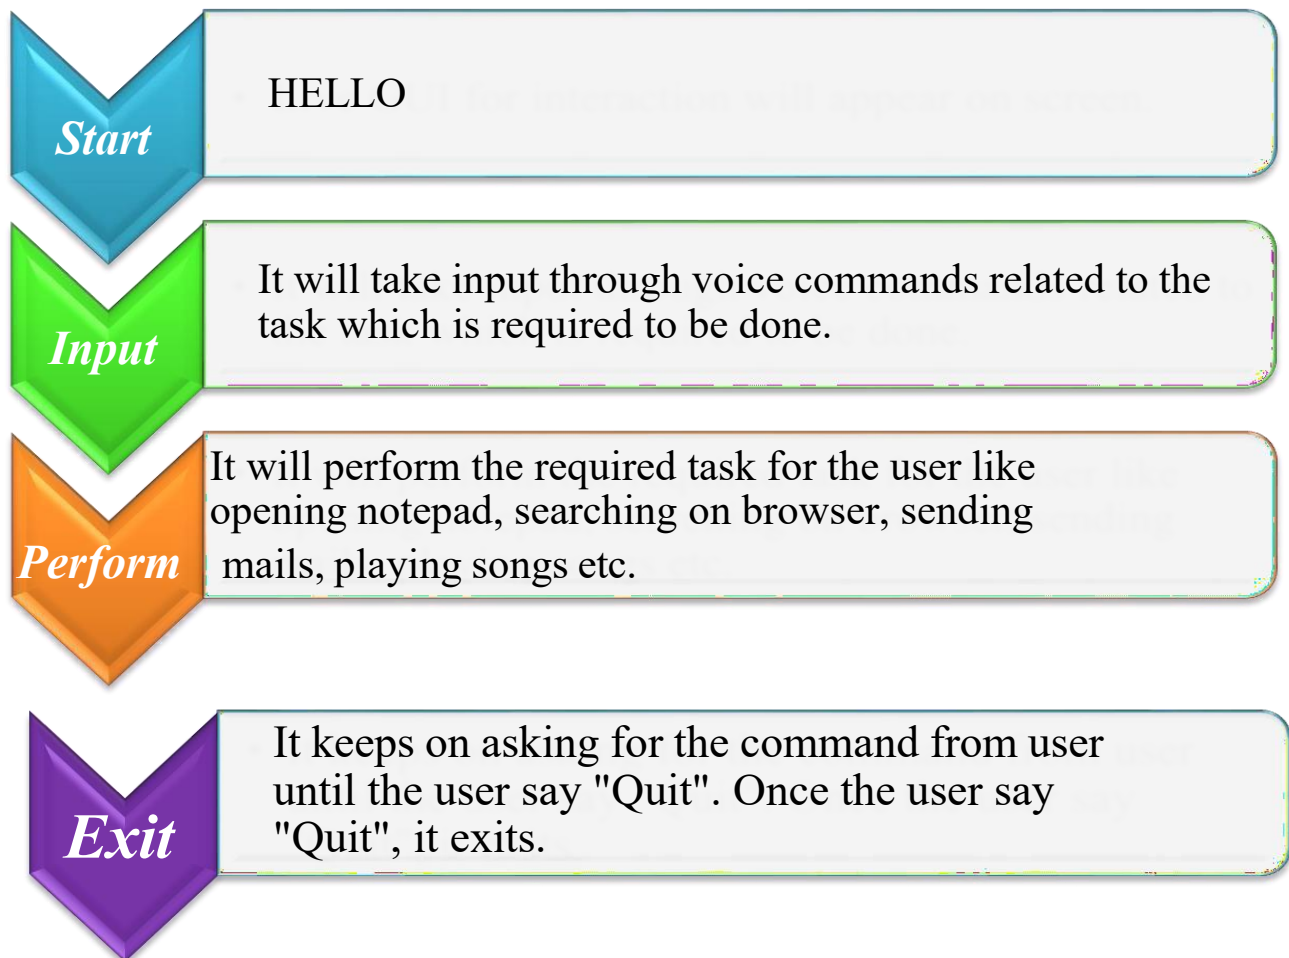 HELLO
Start
It will take input through voice commands related to the
task which is required to be done.
Input
It will perform the required task for the user like
opening notepad, searching on browser, sending
mails, playing songs etc.
Perform
It keeps on asking for the command from user
until the user say "Quit". Once the user say
"Quit", it exits.
Exit